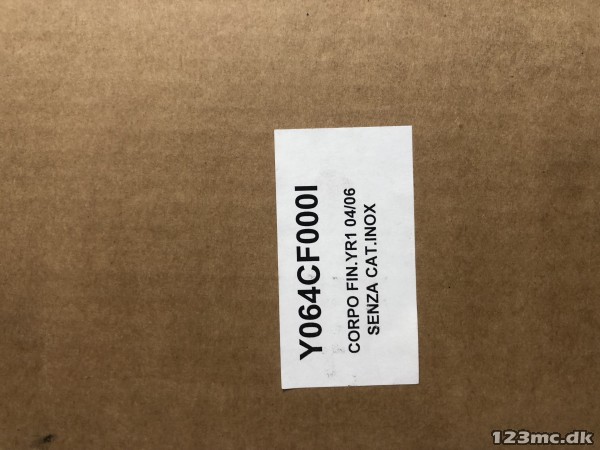 Y064CF000I
CORPO FIN.YR1 04/06
SENZA CAT.INOX
123mc.dk